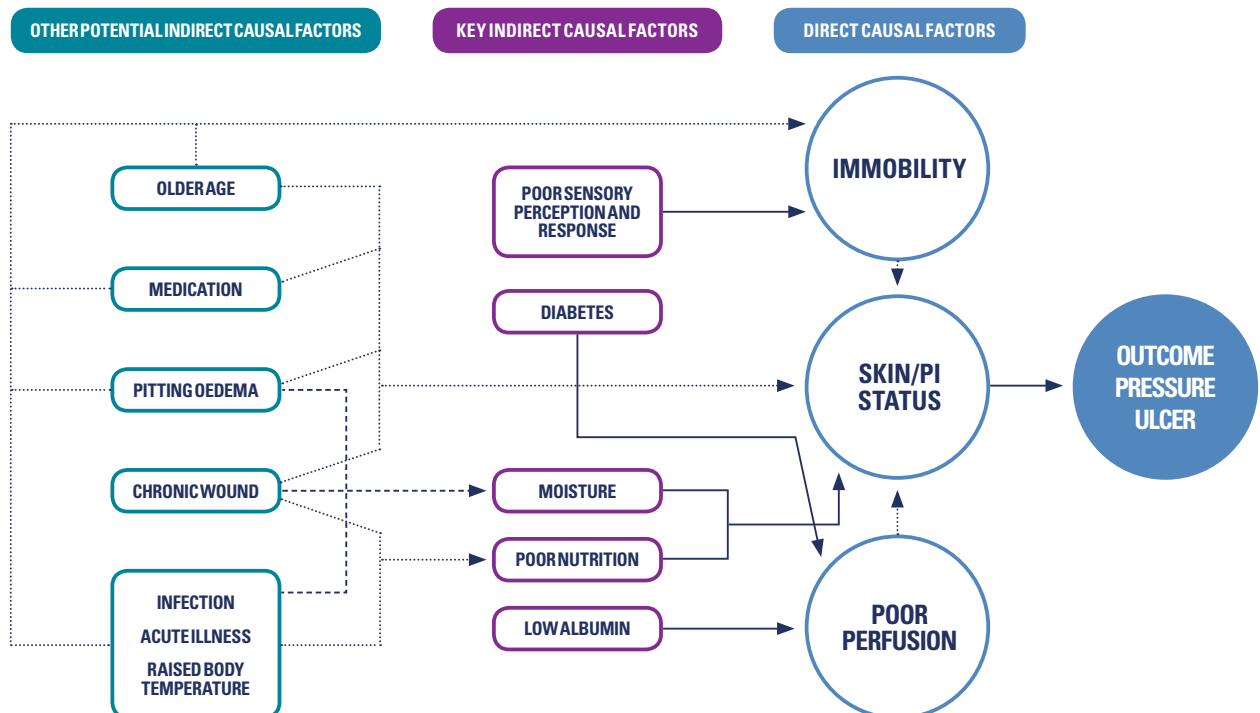 OTHER POTENTIAL INDIRECT CAUSAL FACTORS
KEY INDIRECT CAUSAL FACTORS
DIRECT CAUSAL FACTORS
OLDER AGE
MEDICATION
PITTING OEDEMA
CHRONIC WOUND
INFECTION
ACUTE ILLNESS
RAISED BODY
TEMPERATURE
POOR SENSORY
PERCEPTION AND
RESPONSE
DIABETES
MOISTURE
POOR NUTRITION
LOW ALBUMIN
IMMOBILITY
SKIN/PI
STATUS
POOR
PERFUSION
OUTCOME
PRESSURE
ULCER